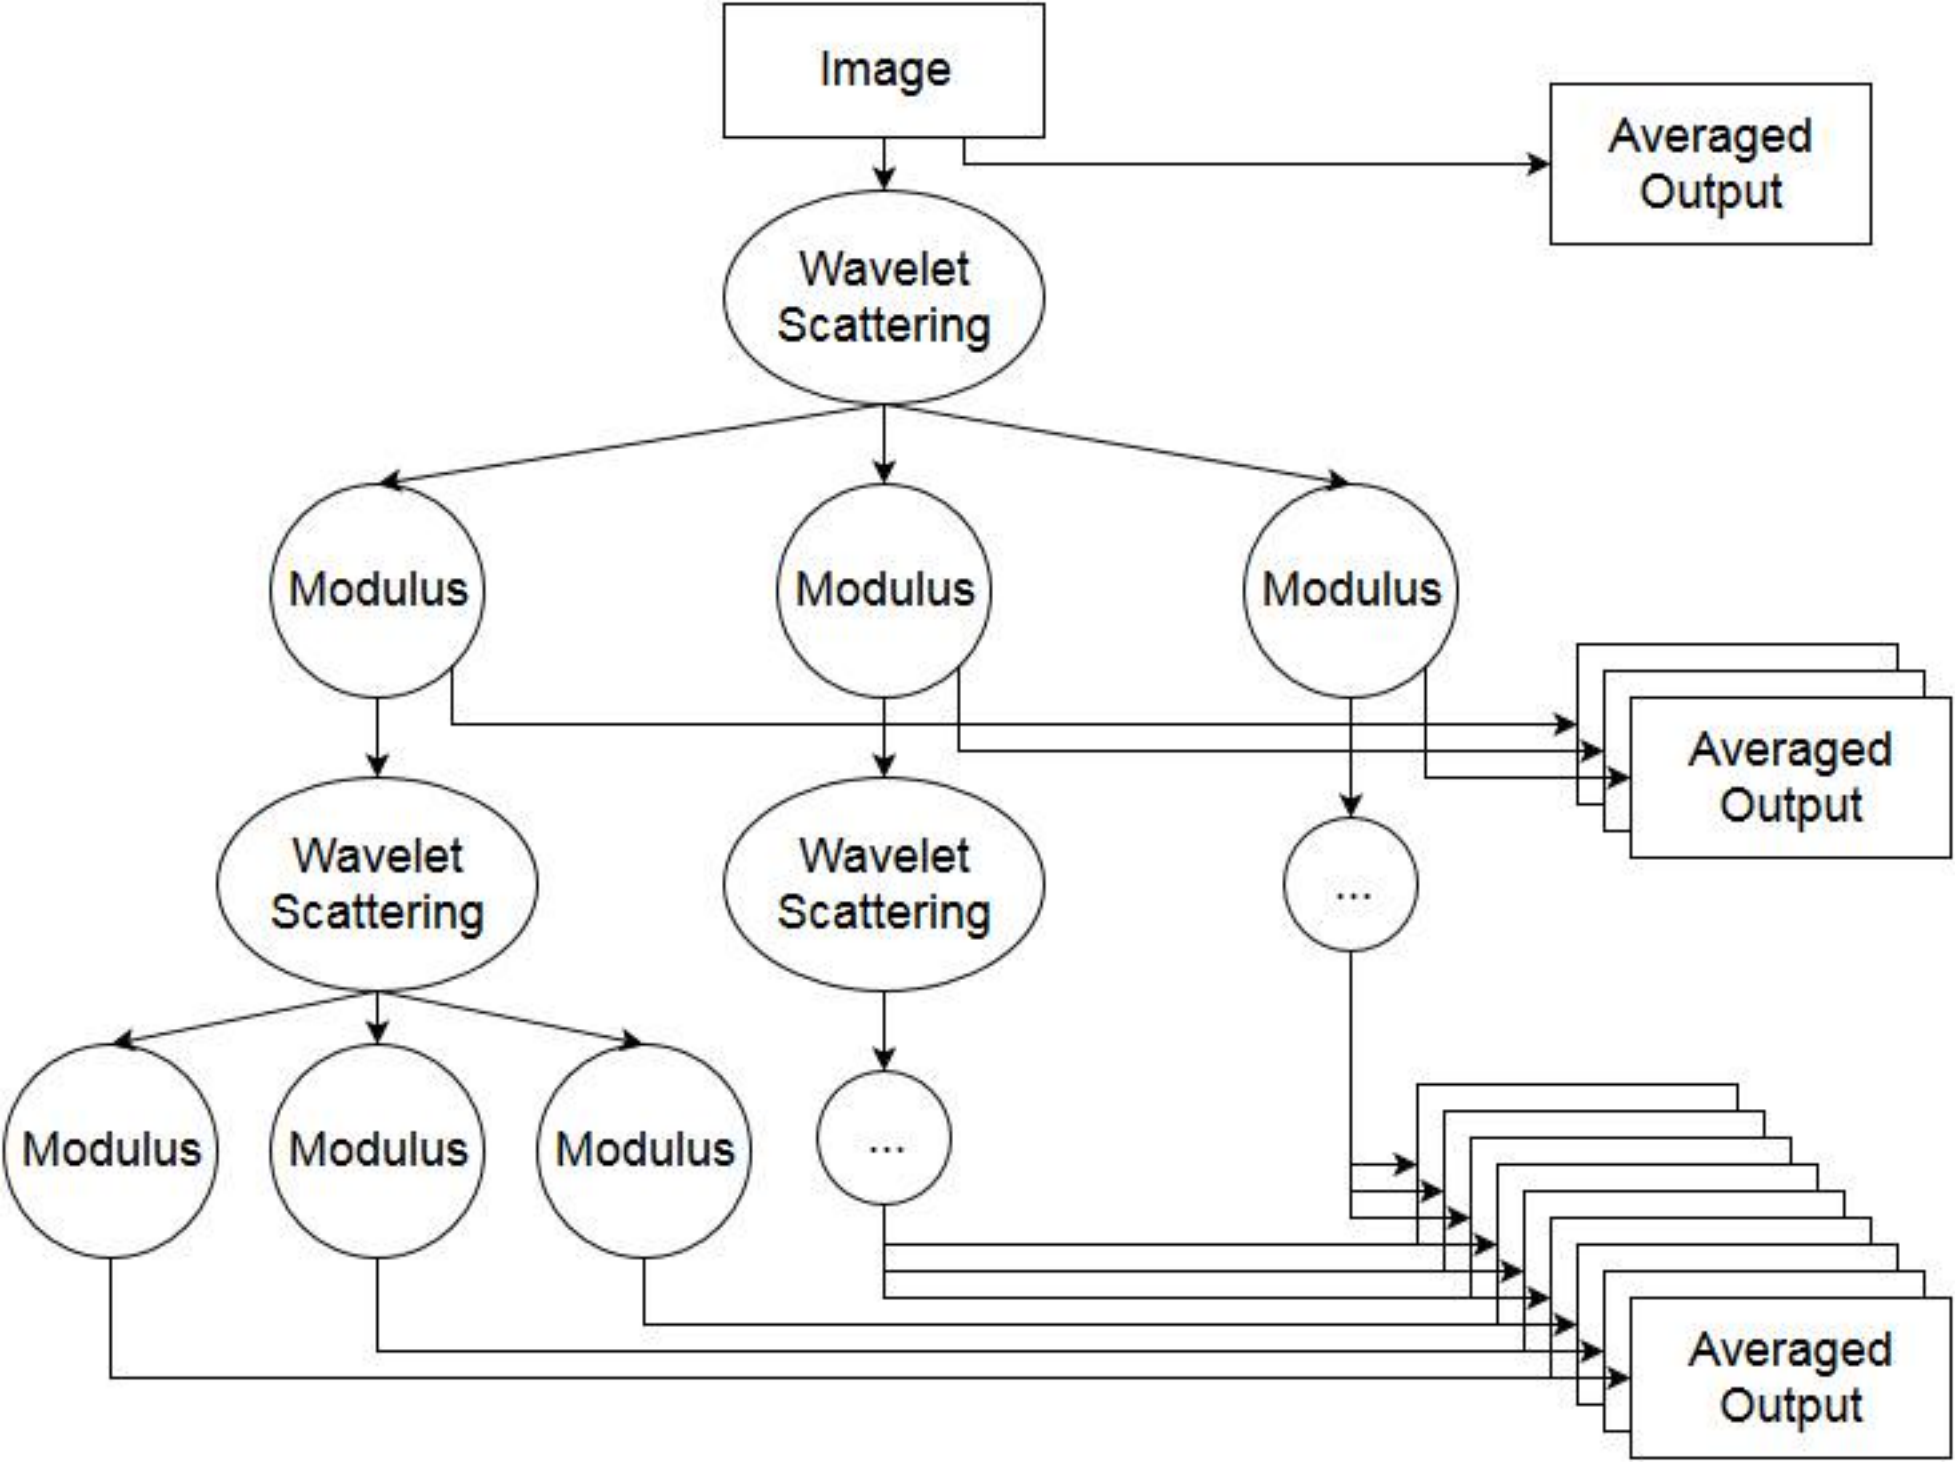 Image
Averaged
Output
Wavelet
Scattering
Modulus
Modulus
Modulus
Averaged
Output
Wavelet
Scattering
Wavelet
Scattering
...
Modulus
Modulus
Modulus
...
Averaged
Output